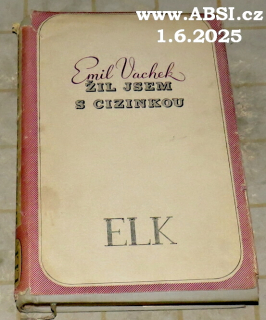 www.ABSI.cz
1.6.2025
Emil Vachek
ŽIL JSEM
S CIZINKOU
ELK